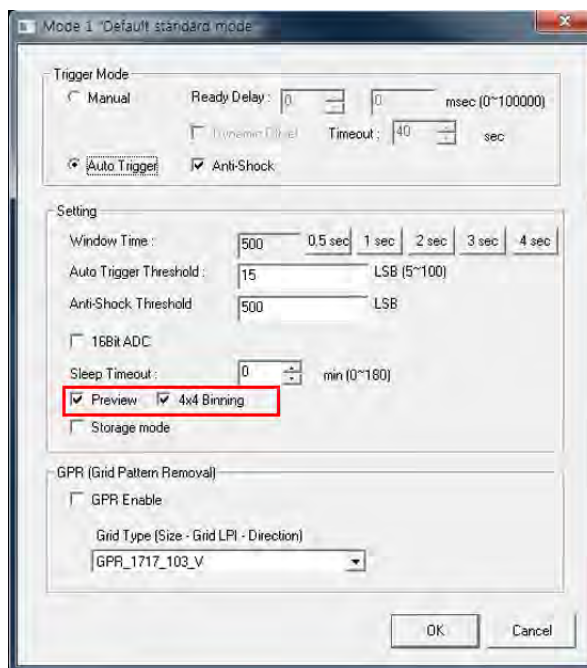 Mode 1 "Default standard mode
Trigger Mode
Manual Ready Delay : 0 0 msec (0~100000)
Timeout : 40 sec
Auto Trigger Anti-Shock
Setting
Window Time : 500 0,5 sec 1 sec 2 sec 3 sec 4 sec
Auto Trigger Threshold : 15 LSB (5~100)
Anti-Shock Threshold 500 LSB
16Bit ADC
Sleep Timeout : 0 min (0~180)
Preview 4x4 Binning
Storage mode
GPR (Grid Pattern Removal)
GPR Enable
Grid Type (Size - Grid LPI - Direction)
GPR_1717_103_V
OK Cancel